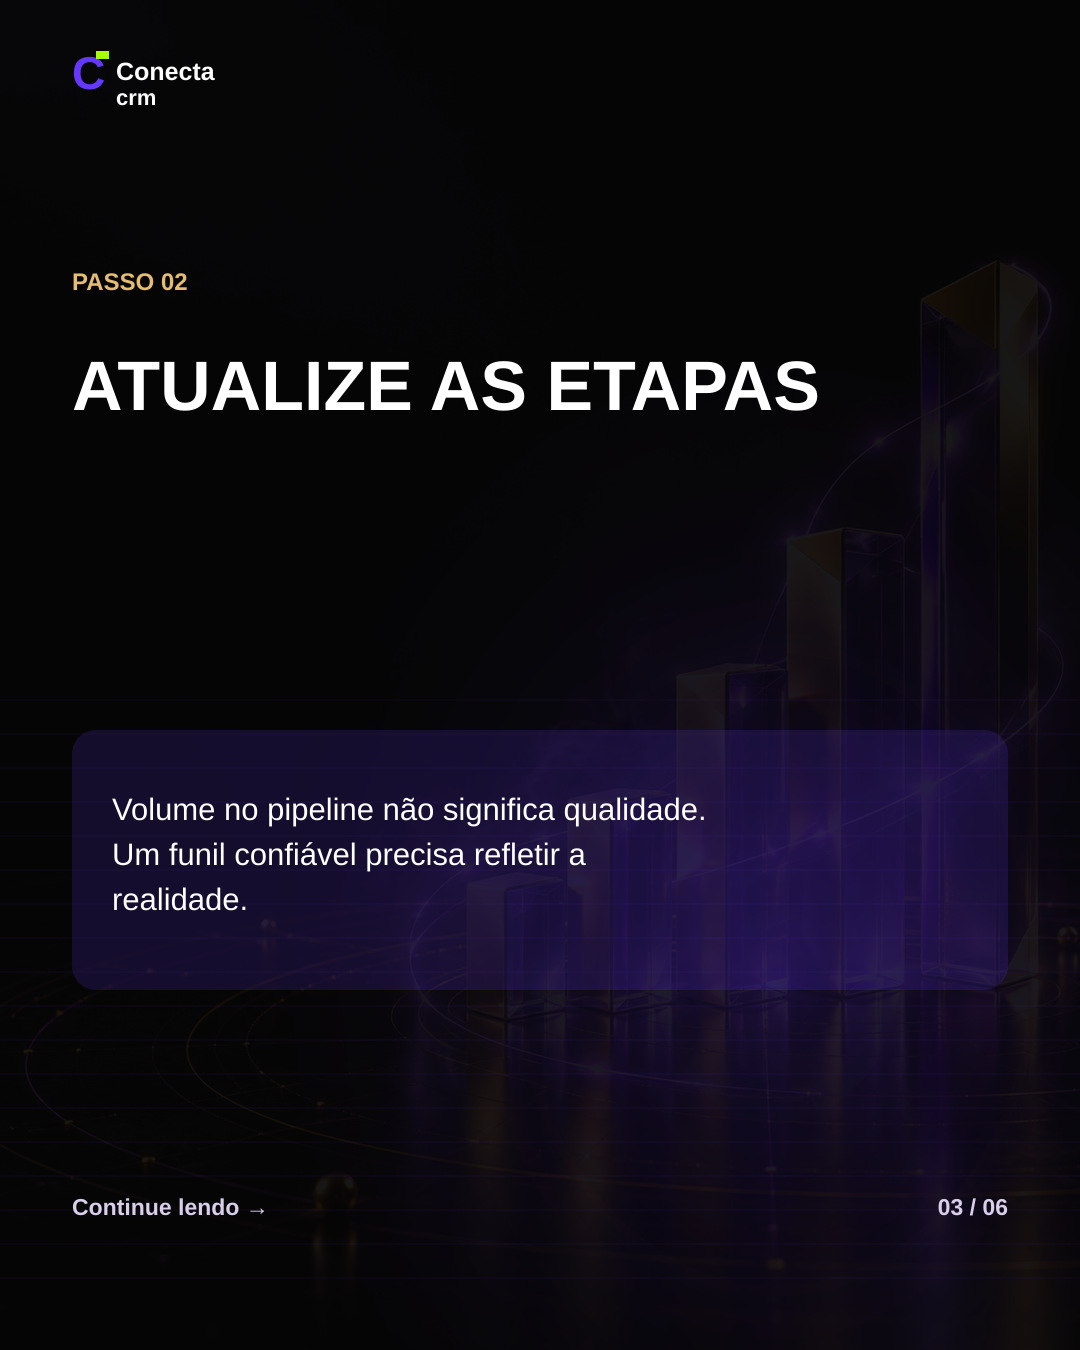 C Conecta
crm
PASSO 02
ATUALIZE AS ETAPAS
Volume no pipeline não significa qualidade.
Um funil confiável precisa refletir a
realidade.
Continue lendo →
03 / 06